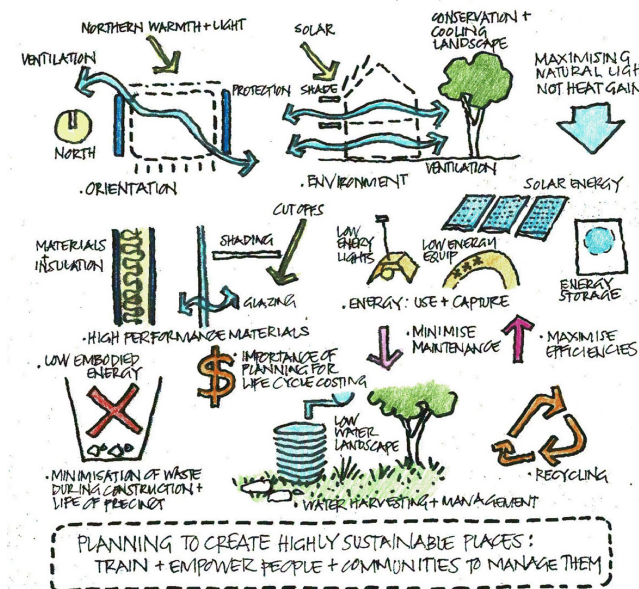 NORTHERN WARMTH + LIGHT
VENTILATION
PROTECTION
NORTH
· ORIENTATION
SOLAR
SHADE
CONSERVATION +
COOLING
LANDSCAPE
VENTILATION
· ENVIRONMENT
MAXIMISING
NATURAL LIGH
NOT HEAT GAIN
MATERIALS
+
INSULATION
SHADING
CUT OFFS
GLAZING
· HIGH PERFORMANCE MATERIALS
LOW
ENERY
LIGHTS
LOW ENERGY
EQUIP
SOLAR ENERGY
ENERGY
STORAGE
· ENERGY: USE + CAPTURE
· MINIMISE
MAINTENANCE
· MAXIMISE
EFFICIENCIES
· LOW EMBODIED
ENERGY
$
· IMPORTANCE OF
PLANNING FOR
LIFE CYCLE COSTING
LOW
WATER
LANDSCAPE
· MINIMISATION OF WASTE
DURING CONSTRUCTION +
LIFE OF PRECINCT
· WATER HARVESTING + MANAGEMENT
· RECYCLING
PLANNING TO CREATE HIGHLY SUSTAINABLE PLACES:
TRAIN + EMPOWER PEOPLE + COMMUNITIES TO MANAGE THEM